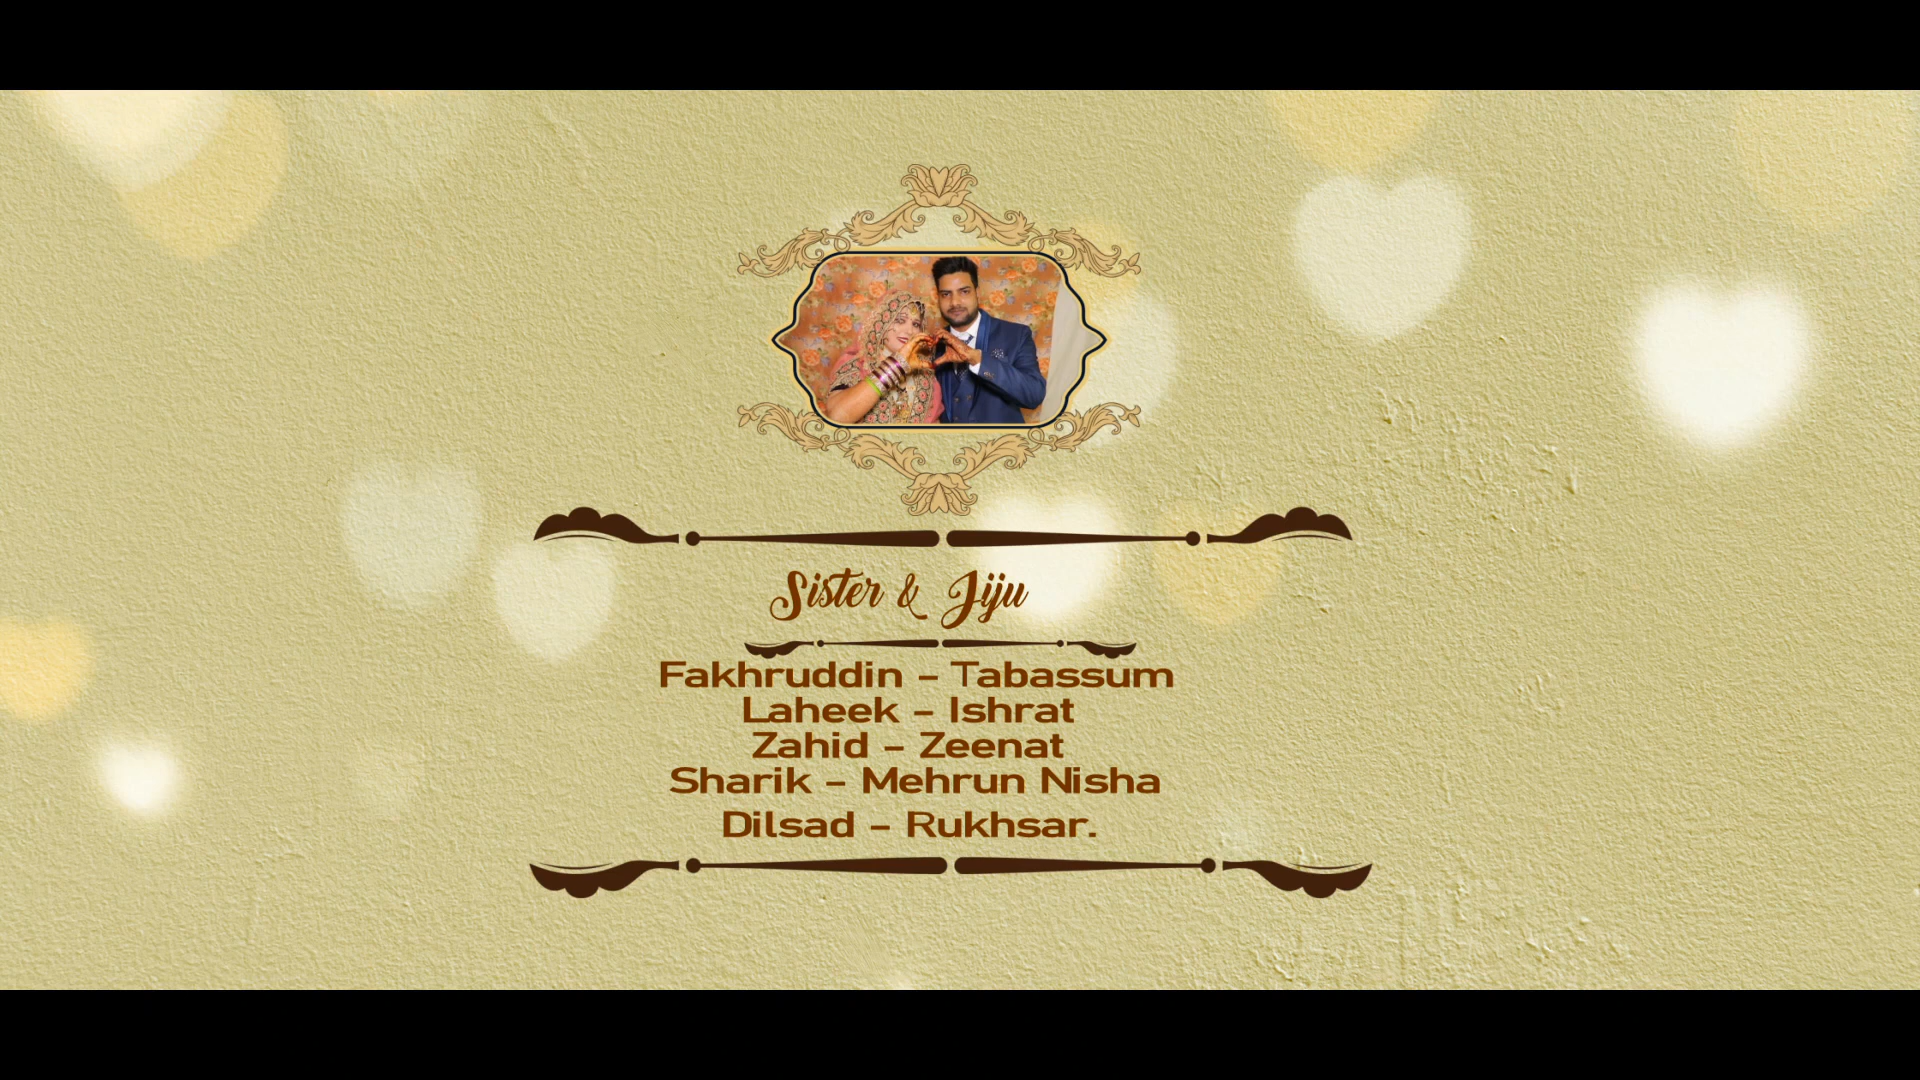 Sister & Jiju
Fakhruddin - Tabassum
Laheek - Ishrat
Zahid - Zeenat
Sharik - Mehrun Nisha
Dilsad - Rukhsar.